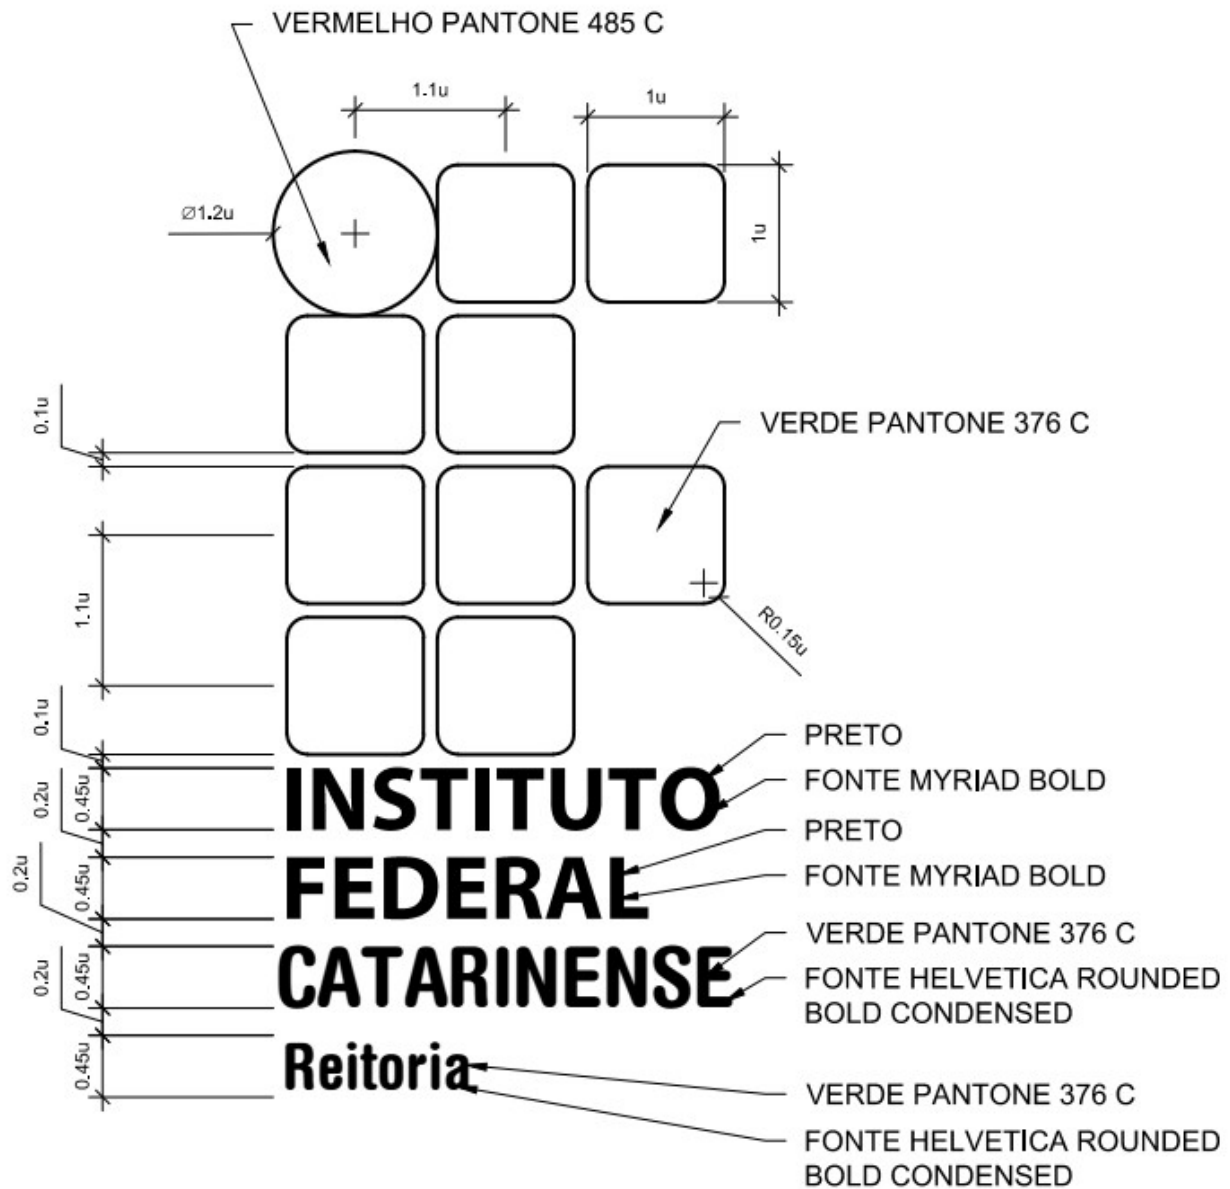 VERMELHO PANTONE 485 C
1.1u
1u
Ø1.2u
1u
0.1u
VERDE PANTONE 376 C
1.1u
R0.15u
0.1u
PRETO
INSTITUTO
FONTE MYRIAD BOLD
0.2u
0.45u
PRETO
FEDERAL
FONTE MYRIAD BOLD
0.2u
0.45u
VERDE PANTONE 376 C
CATARINENSE
FONTE HELVETICA ROUNDED
BOLD CONDENSED
0.2u
0.45u
Reitoria
0.45u
VERDE PANTONE 376 C
FONTE HELVETICA ROUNDED
BOLD CONDENSED